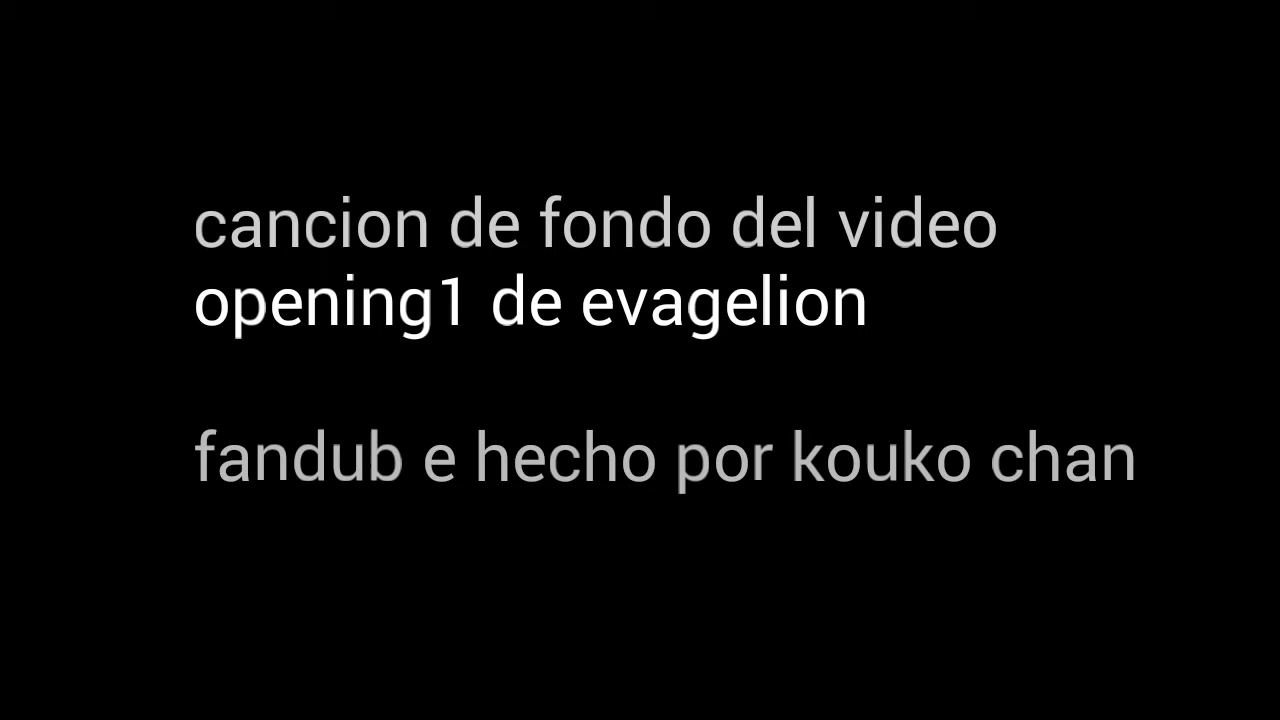 cancion de fondo del video
opening1 de evagelion
fandub e hecho por kouko chan